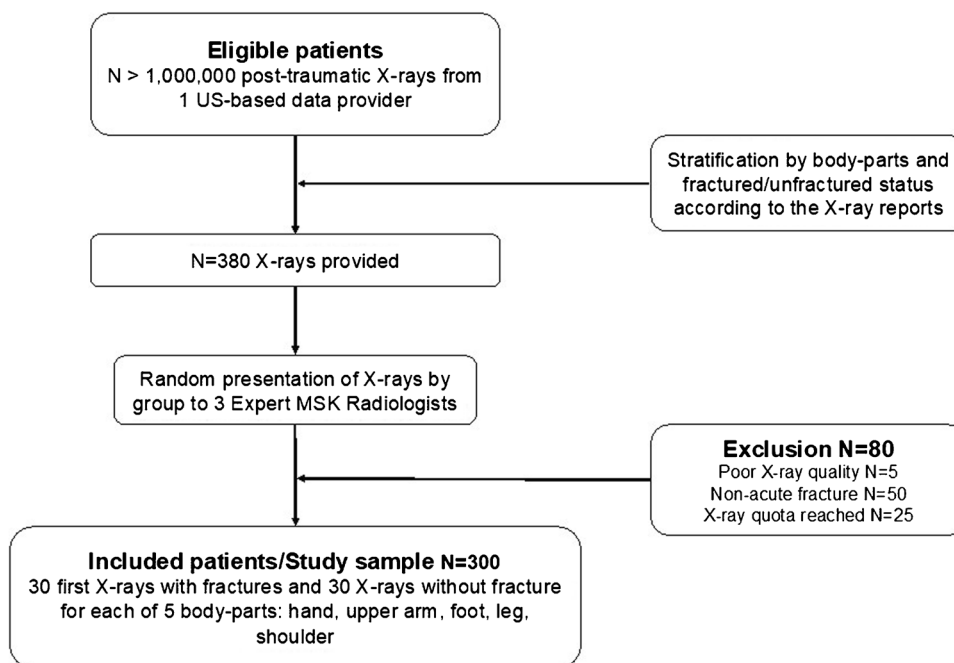 Eligible patients
N > 1,000,000 post-traumatic X-rays from
1 US-based data provider
Stratification by body-parts and
fractured/unfractured status
according to the X-ray reports
N=380 X-rays provided
Random presentation of X-rays by
group to 3 Expert MSK Radiologists
Exclusion N=80
Poor X-ray quality N=5
Non-acute fracture N=50
X-ray quota reached N=25
Included patients/Study sample N=300
30 first X-rays with fractures and 30 X-rays without fracture
for each of 5 body-parts: hand, upper arm, foot, leg,
shoulder